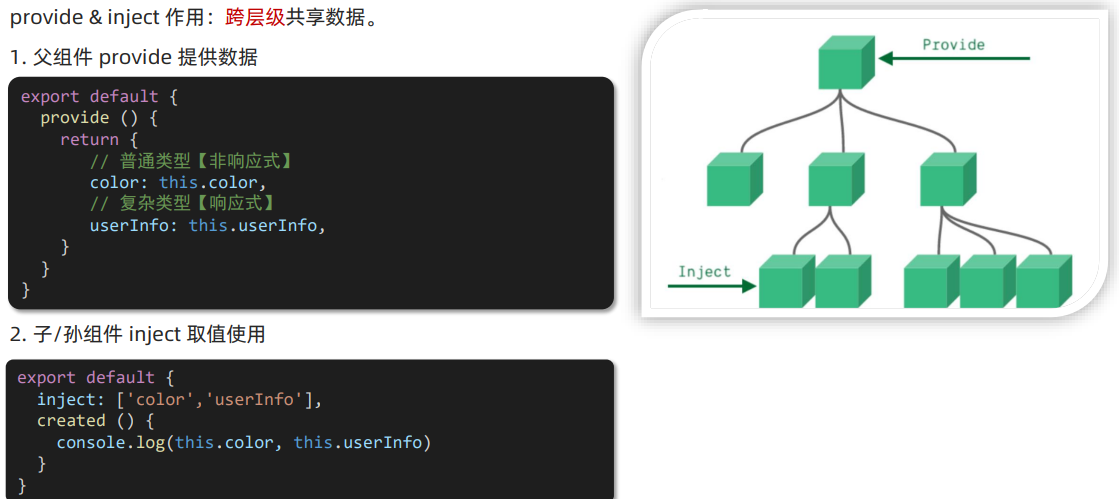 provide & inject 作用：跨层级共享数据。
1. 父组件 provide 提供数据
export default {
  provide () {
    return {
       // 普通类型【非响应式】
       color: this.color,
       // 复杂类型【响应式】
       userInfo: this.userInfo,
    }
  }
}
2. 子/孙组件 inject 取值使用
export default {
  inject: ['color','userInfo'],
  created () {
    console.log(this.color, this.userInfo)
  }
}
Provide
Inject